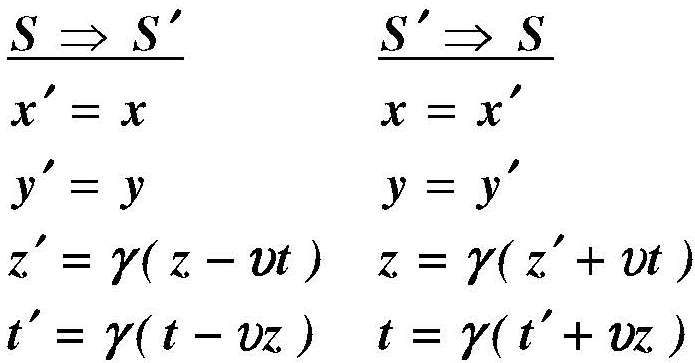 S ⇒ S′ S′ ⇒ S
x′ = x x = x′
y′ = y y = y′
z′ = γ( z − υt ) z = γ( z′ + υt )
t′ = γ( t − υz ) t = γ( t′ + υz )